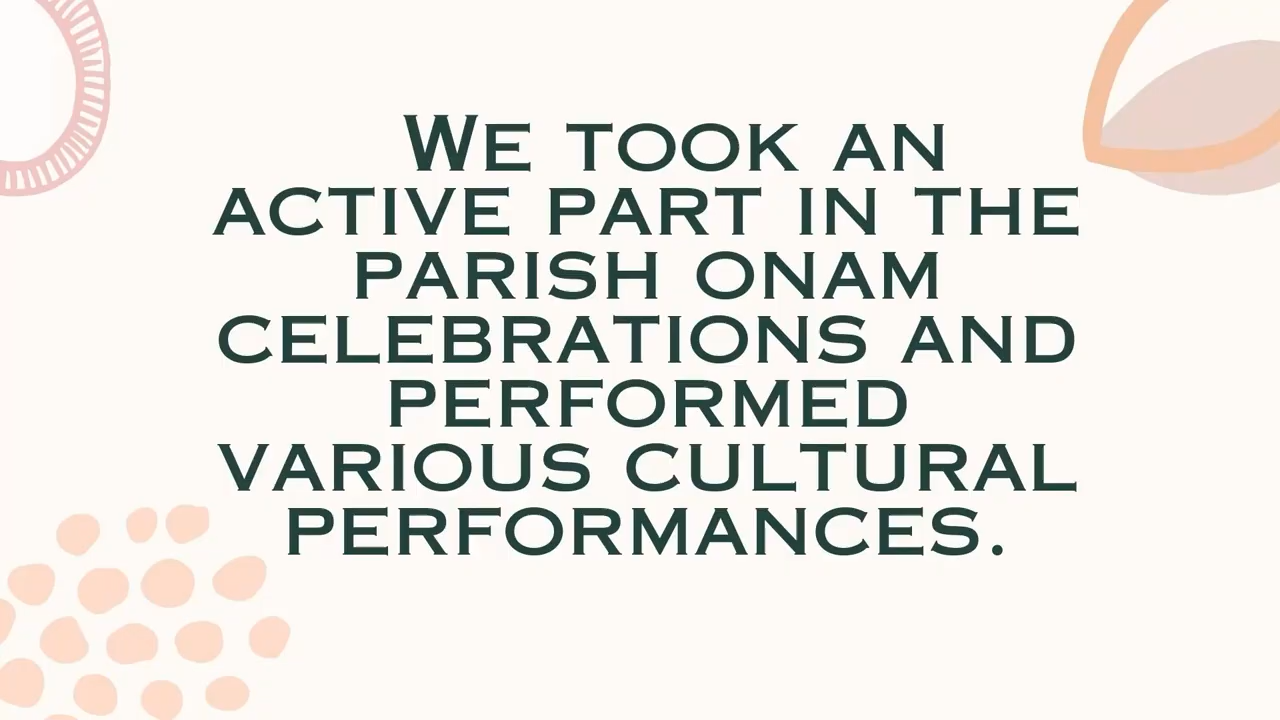 We took an
active part in the
parish Onam
celebrations and
performed
various cultural
performances.